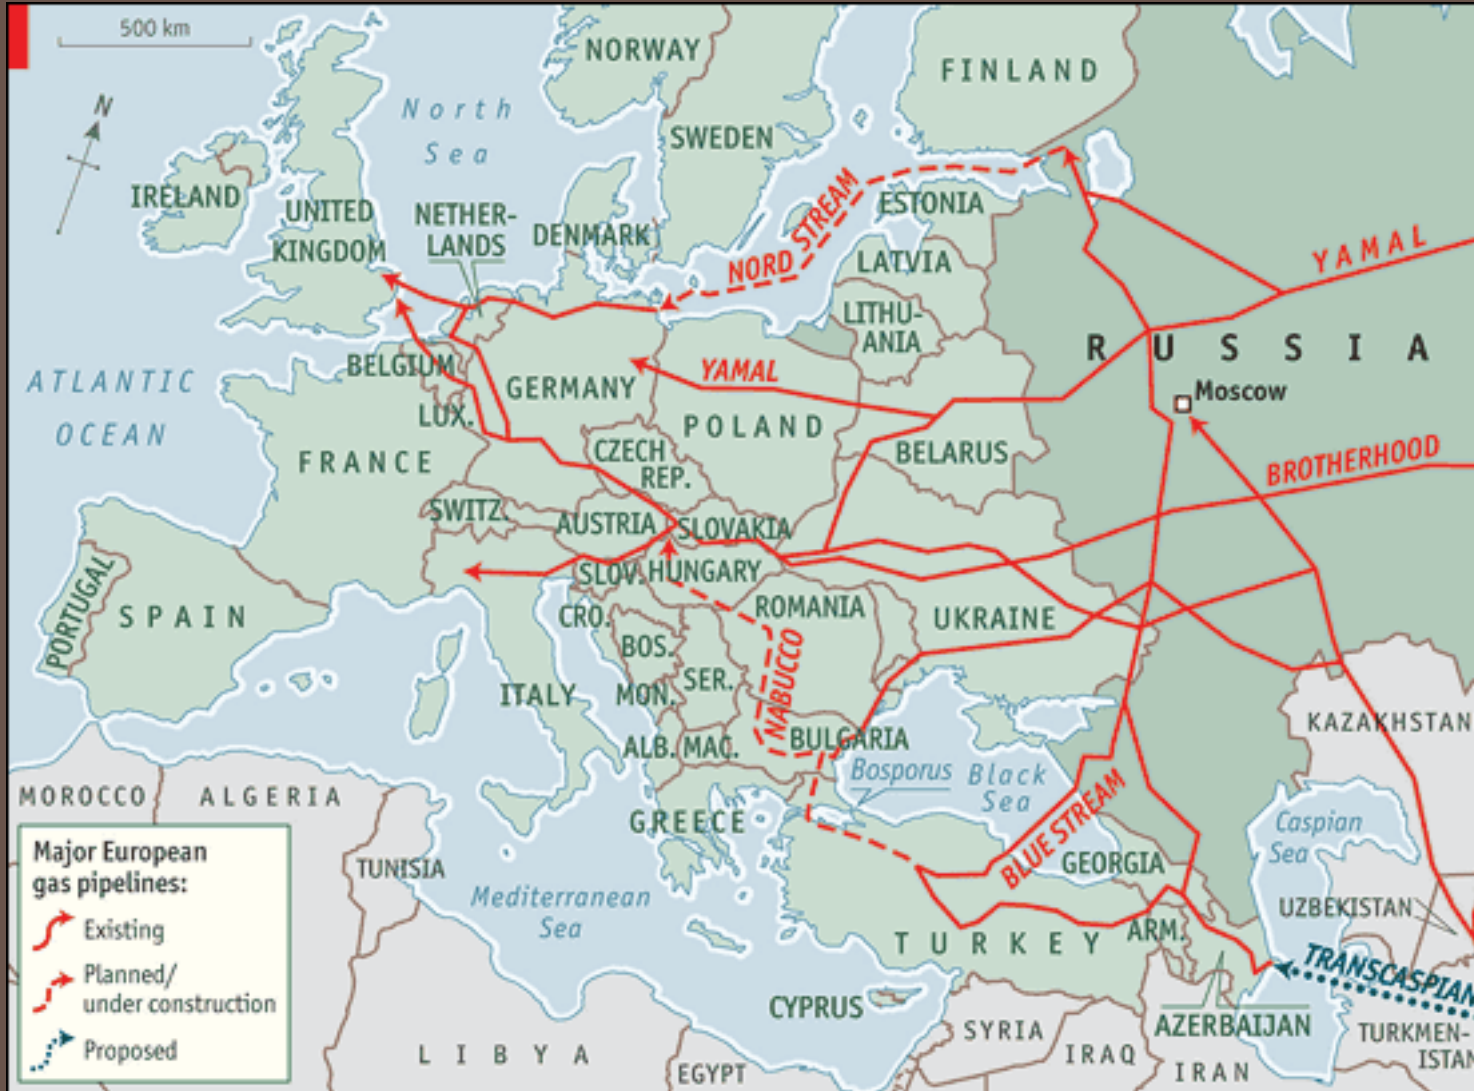 500 km
N
NORWAY
FINLAND
North
Sea
SWEDEN
IRELAND
UNITED
KINGDOM
NETHER-
LANDS
DENMARK
NORD
STREAM
ESTONIA
LATVIA
LITHU-
ANIA
YAMAL
RUSSIA
Moscow
BELGIUM
LUX.
GERMANY
YAMAL
POLAND
BELARUS
BROTHERHOOD
ATLANTIC
OCEAN
FRANCE
CZECH
REP.
SWITZ.
AUSTRIA
SLOVAKIA
SLOV.
HUNGARY
PORTUGAL
SPAIN
CRO.
ROMANIA
UKRAINE
BOS.
ITALY
MON.
SER.
NABUCCO
ALB.
MAC.
BULGARIA
Bosporus
Black
Sea
KAZAKHSTAN
MOROCCO
ALGERIA
GREECE
BLUE STREAM
GEORGIA
Caspian
Sea
TUNISIA
Mediterranean
Sea
TURKEY
ARM.
UZBEKISTAN
TRANSCASPIAN
CYPRUS
SYRIA
IRAQ
AZERBAIJAN
IRAN
TURKMEN-
ISTAN
LIBYA
EGYPT
Major European
gas pipelines:
Existing
Planned/
under construction
Proposed